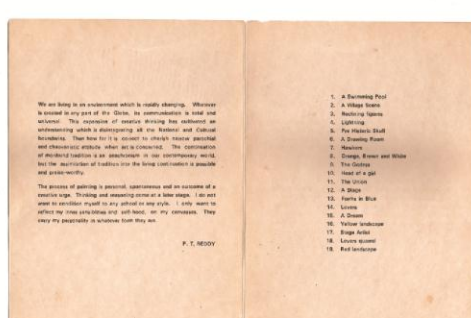 We are living in an environment which is rapidly changing. Whatever
is created in any part of the Globe, its communication is total and
universal. This expansion of creative thinking has cultivated an
understanding which is disregarding all the National and Cultural
boundaries. Then how far it is correct to cherish narrow parochial
and chauvinistic attitude when art is concerned. The continuation
of moribund tradition is an anachronism in our contemporary world,
but the assimilation of tradition into the living continuation is possible
and praise-worthy.
The process of painting is personal, spontaneous and an outcome of a
creative urge. Thinking and reasoning come at a later stage. I do not
want to condition myself to any school or any style. I only want to
reflect my inner sensibilities and self-hood, on my canvases. They
carry my personality in whatever form they are.
P. T. REDDY
1. A Swimming Pool
2. A Village Scene
3. Reclining figures
4. Lightning
5. Pre Historic Skull
6. A Drawing Room
7. Hawkers
8. Orange, Brown and White
9. The Goddess
10. Head of a girl
11. The Union
12. A Stage
13. in Blue
14. Lovers
15. A Dream
16. Yellow landscape
17. Stage Artist
18. Lovers quarrel
19. Red landscape